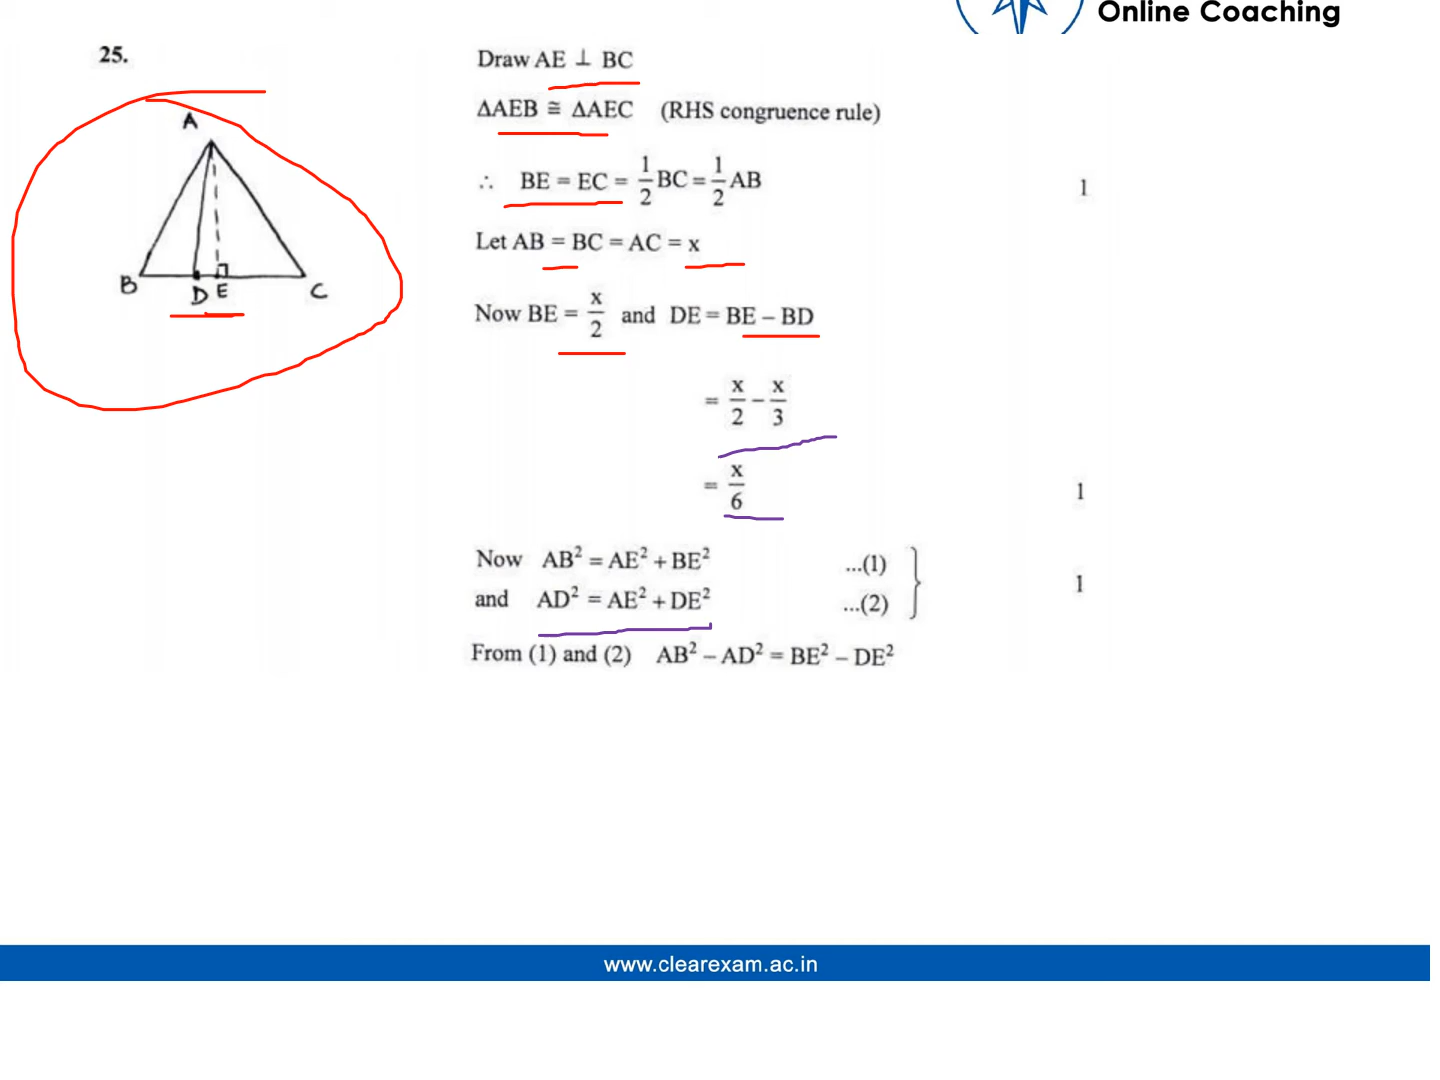 Online Coaching
25.
Draw AE ⊥ BC
ΔAEB ≅ ΔAEC (RHS congruence rule)
A
∴ BE = EC = 1/2 BC = 1/2 AB 1
Let AB = BC = AC = x
B D E C
Now BE = x/2 and DE = BE – BD
= x/2 – x/3
= x/6 1
Now AB² = AE² + BE² ...(1)
and AD² = AE² + DE² ...(2) } 1
From (1) and (2) AB² – AD² = BE² – DE²
www.clearexam.ac.in